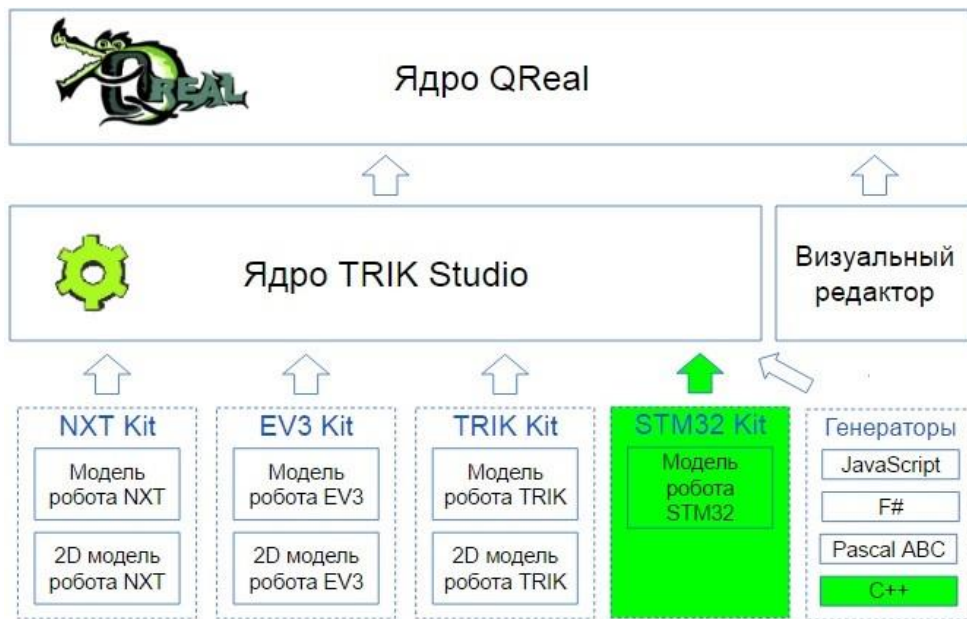 QREAL
Ядро QReal
Ядро TRIK Studio
Визуальный
редактор
NXT Kit
Модель
робота NXT
2D модель
робота NXT
EV3 Kit
Модель
робота EV3
2D модель
робота EV3
TRIK Kit
Модель
робота TRIK
2D модель
робота TRIK
STM32 Kit
Модель
робота
STM32
Генераторы
JavaScript
F#
Pascal ABC
C++